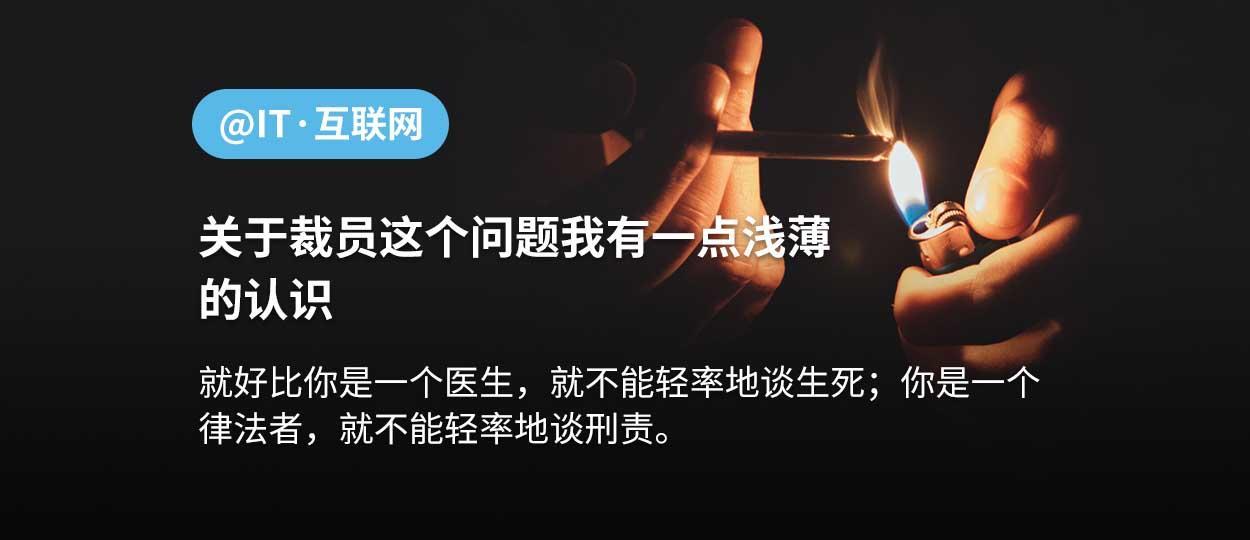 @IT·互联网
关于裁员这个问题我有一点浅薄
的认识
就好比你是一个医生，就不能轻率地谈生死；你是一个
律法者，就不能轻率地谈刑责。